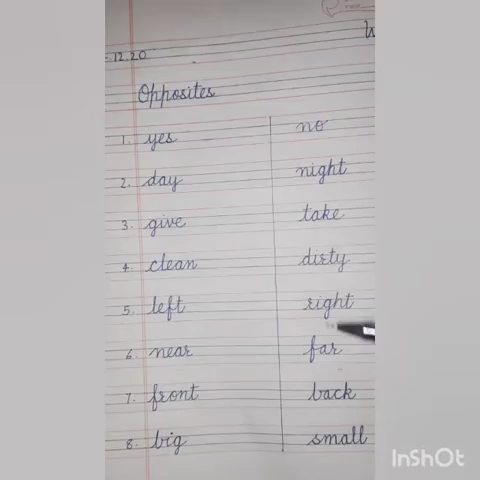 12.20
Opposites
1. yes no
2. day night
3. give take
4. clean dirty
5. left right
6. near far
7. front back
8. big small
InShOt